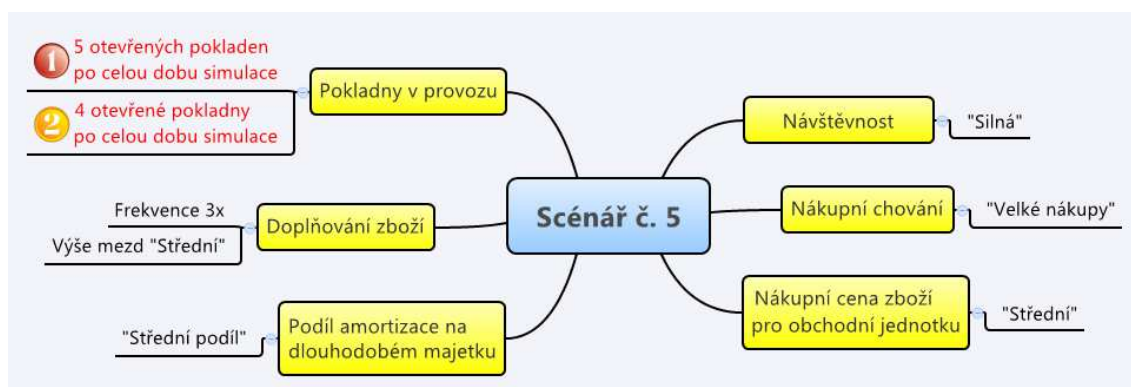 1
5 otevřených pokladen
po celou dobu simulace
2
4 otevřené pokladny
po celou dobu simulace
Pokladny v provozu
Frekvence 3x
Výše mezd "Střední"
Doplňování zboží
"Střední podíl"
Podíl amortizace na
dlouhodobém majetku
Scénář č. 5
Návštěvnost
"Silná"
Nákupní chování
"Velké nákupy"
Nákupní cena zboží
pro obchodní jednotku
"Střední"